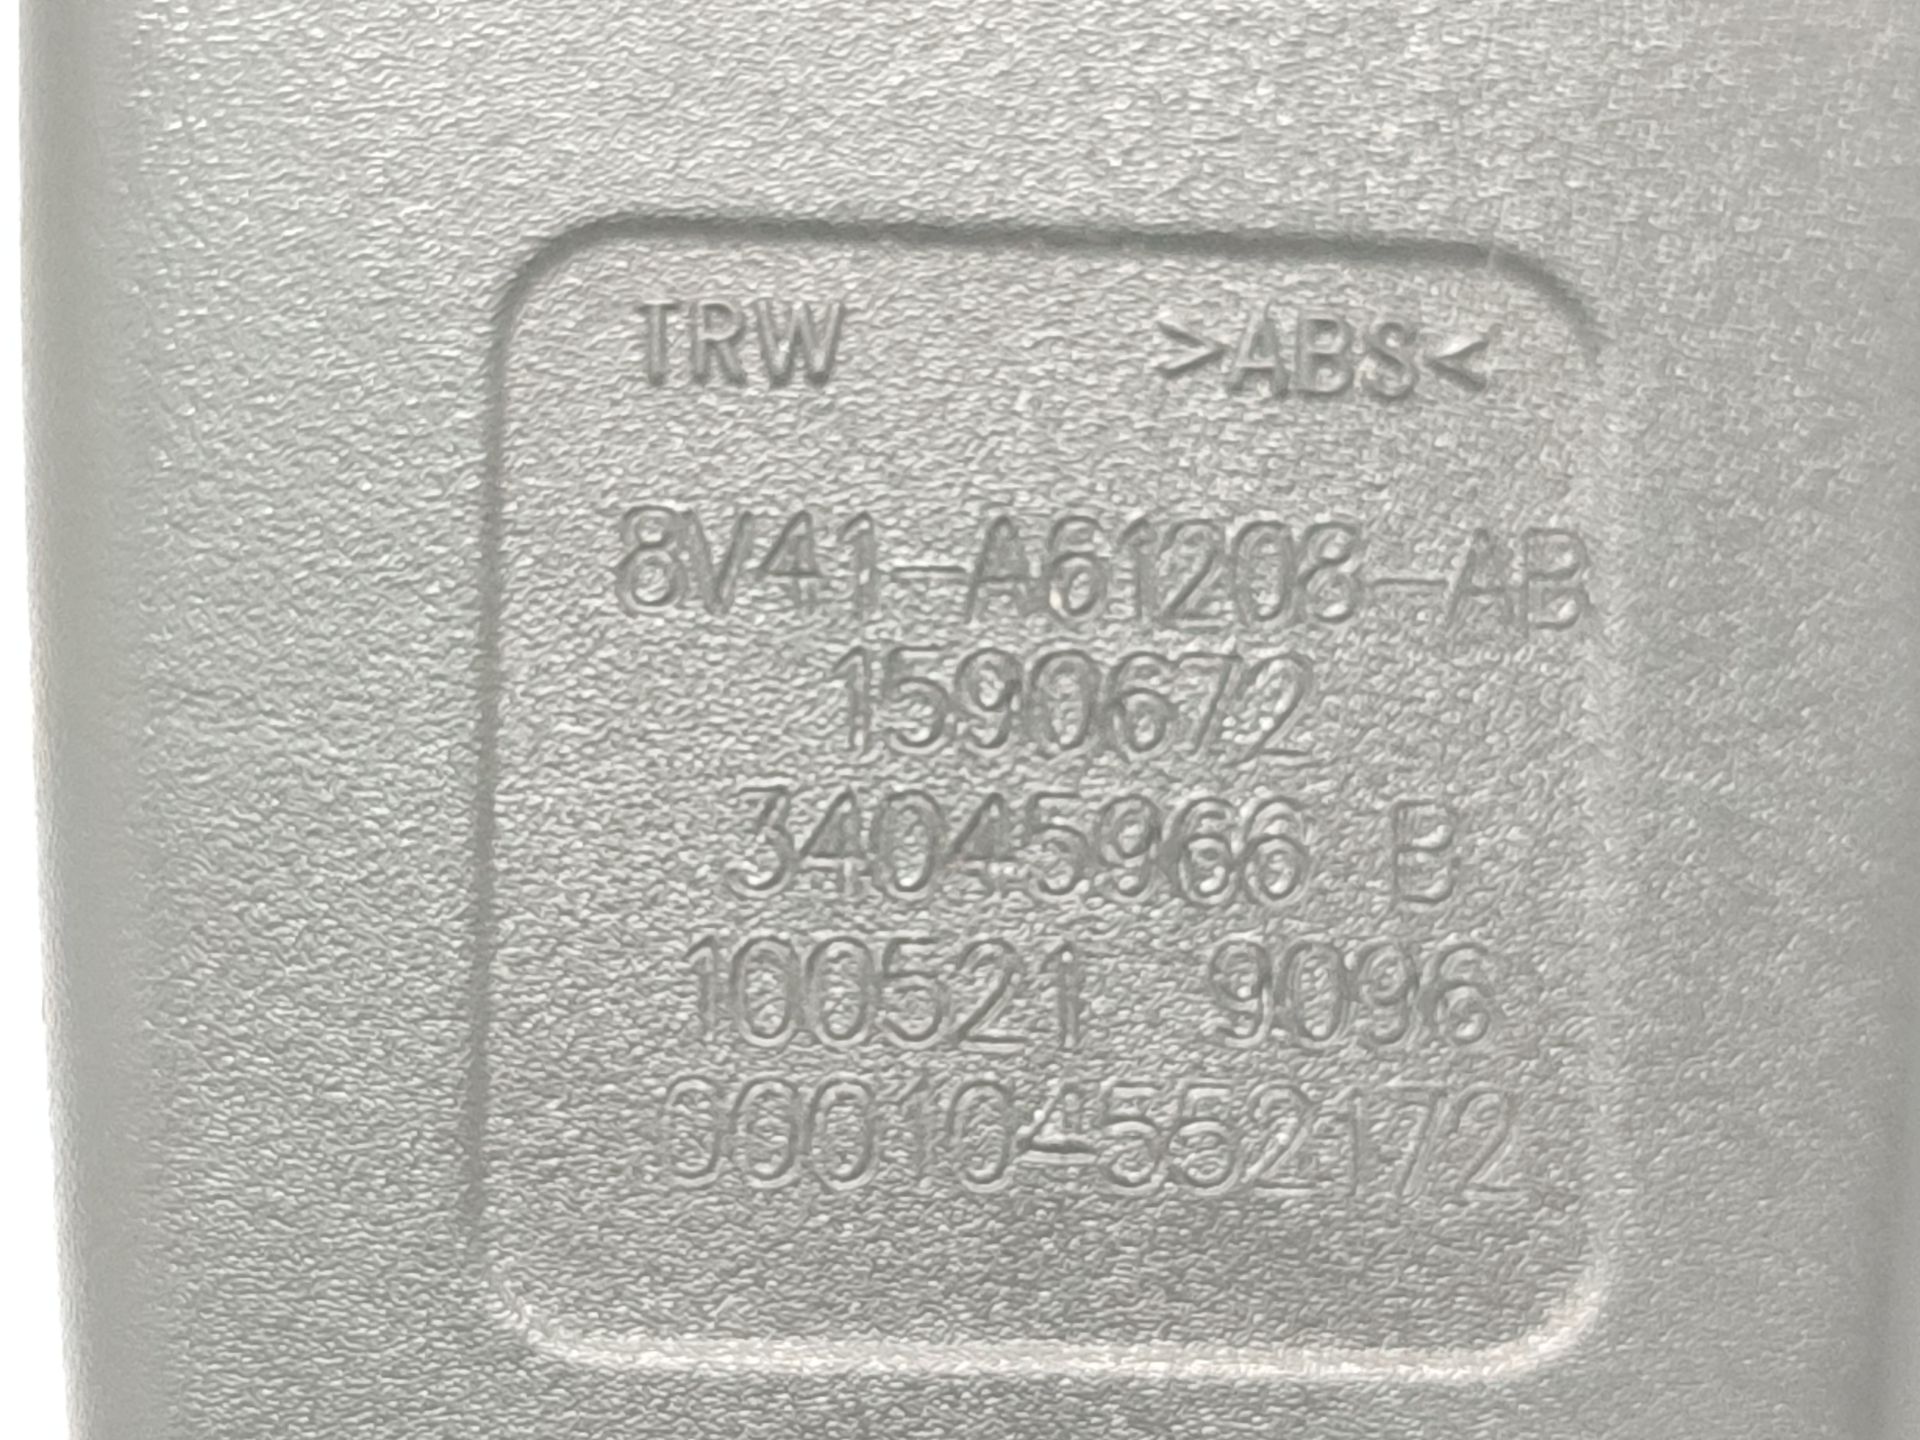 TRW >ABS<
8V41-A61208-AB
1590672
34045966 B
100521 9096
000104552172